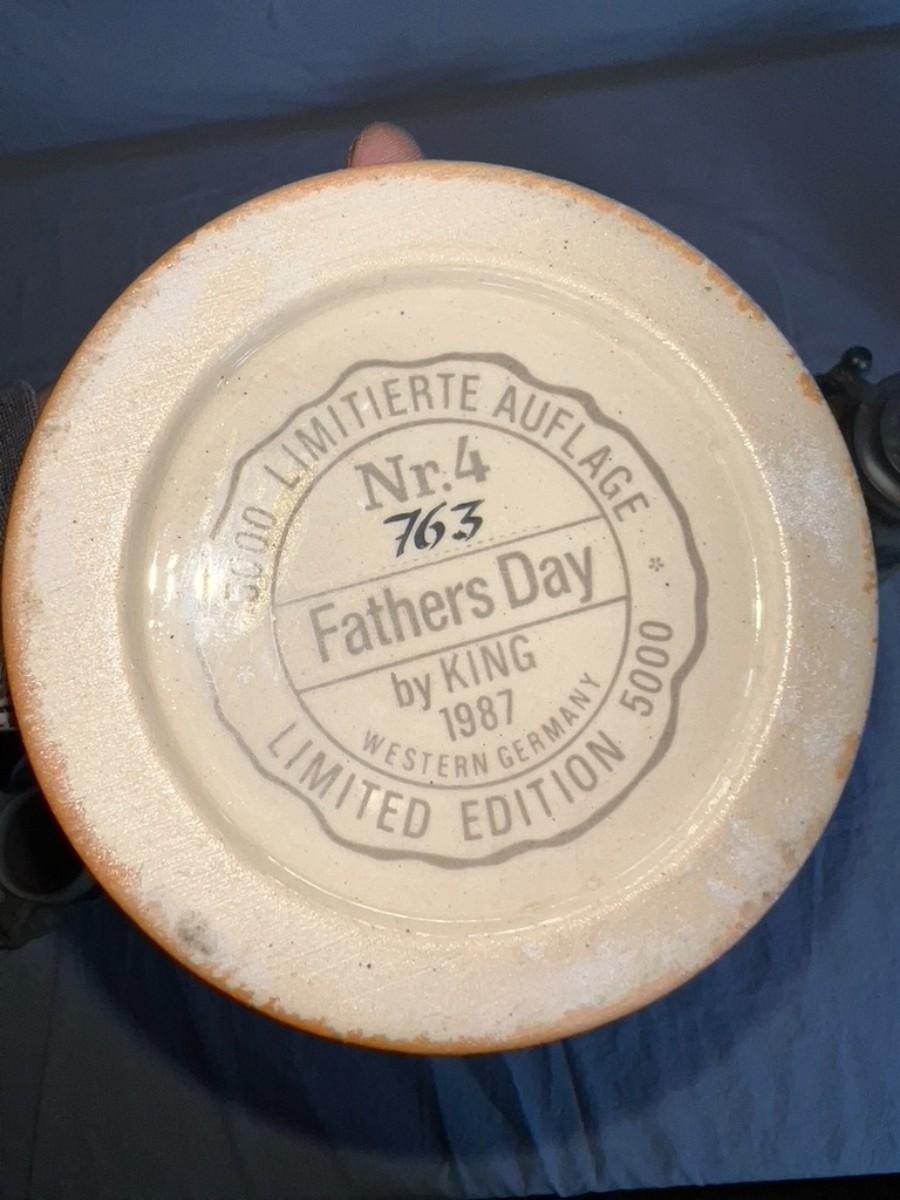 5000 LIMITIERTE AUFLAGE
Nr.4
763
Fathers Day
by KING
1987
WESTERN GERMANY
LIMITED EDITION 5000